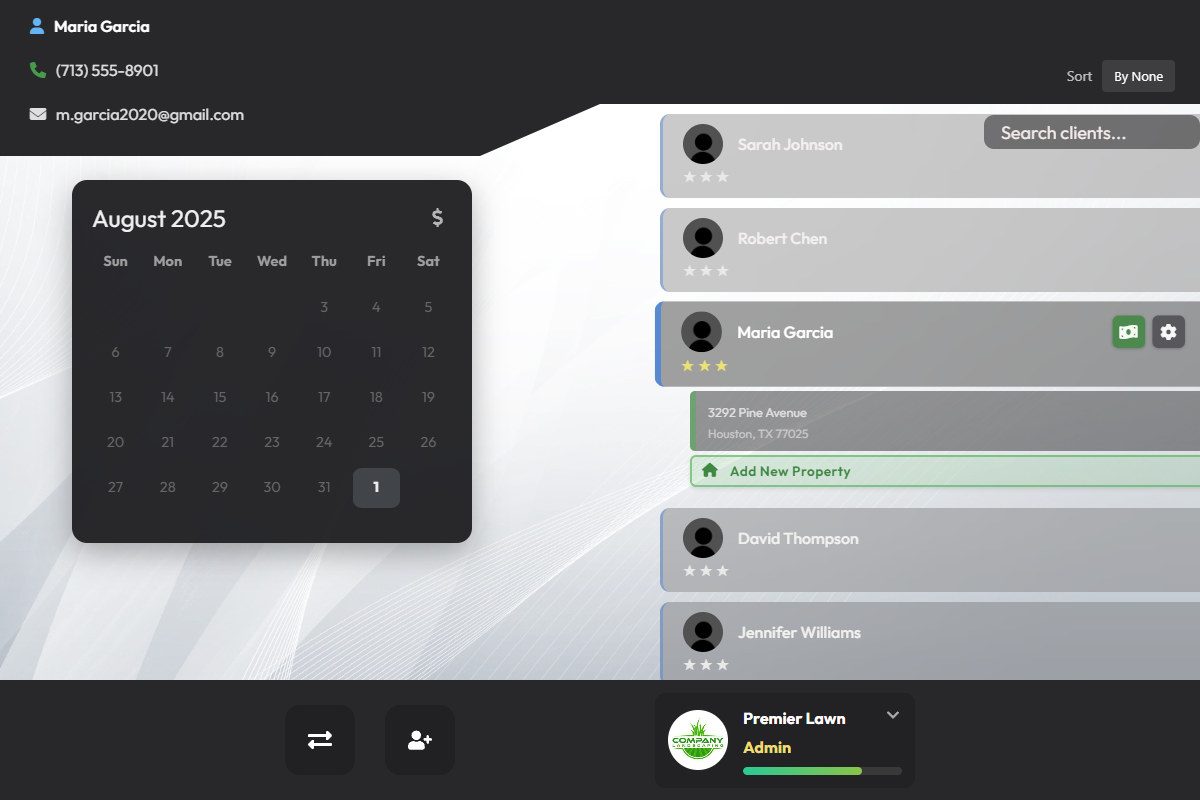 Maria Garcia
(713) 555-8901
m.garcia2020@gmail.com
Sort By None
Search clients...
August 2025 $
Sun Mon Tue Wed Thu Fri Sat
3 4 5
6 7 8 9 10 11 12
13 14 15 16 17 18 19
20 21 22 23 24 25 26
27 28 29 30 31 1
Sarah Johnson
Robert Chen
Maria Garcia
3292 Pine Avenue
Houston, TX 77025
Add New Property
David Thompson
Jennifer Williams
COMPANY
LANDSCAPING
Premier Lawn
Admin